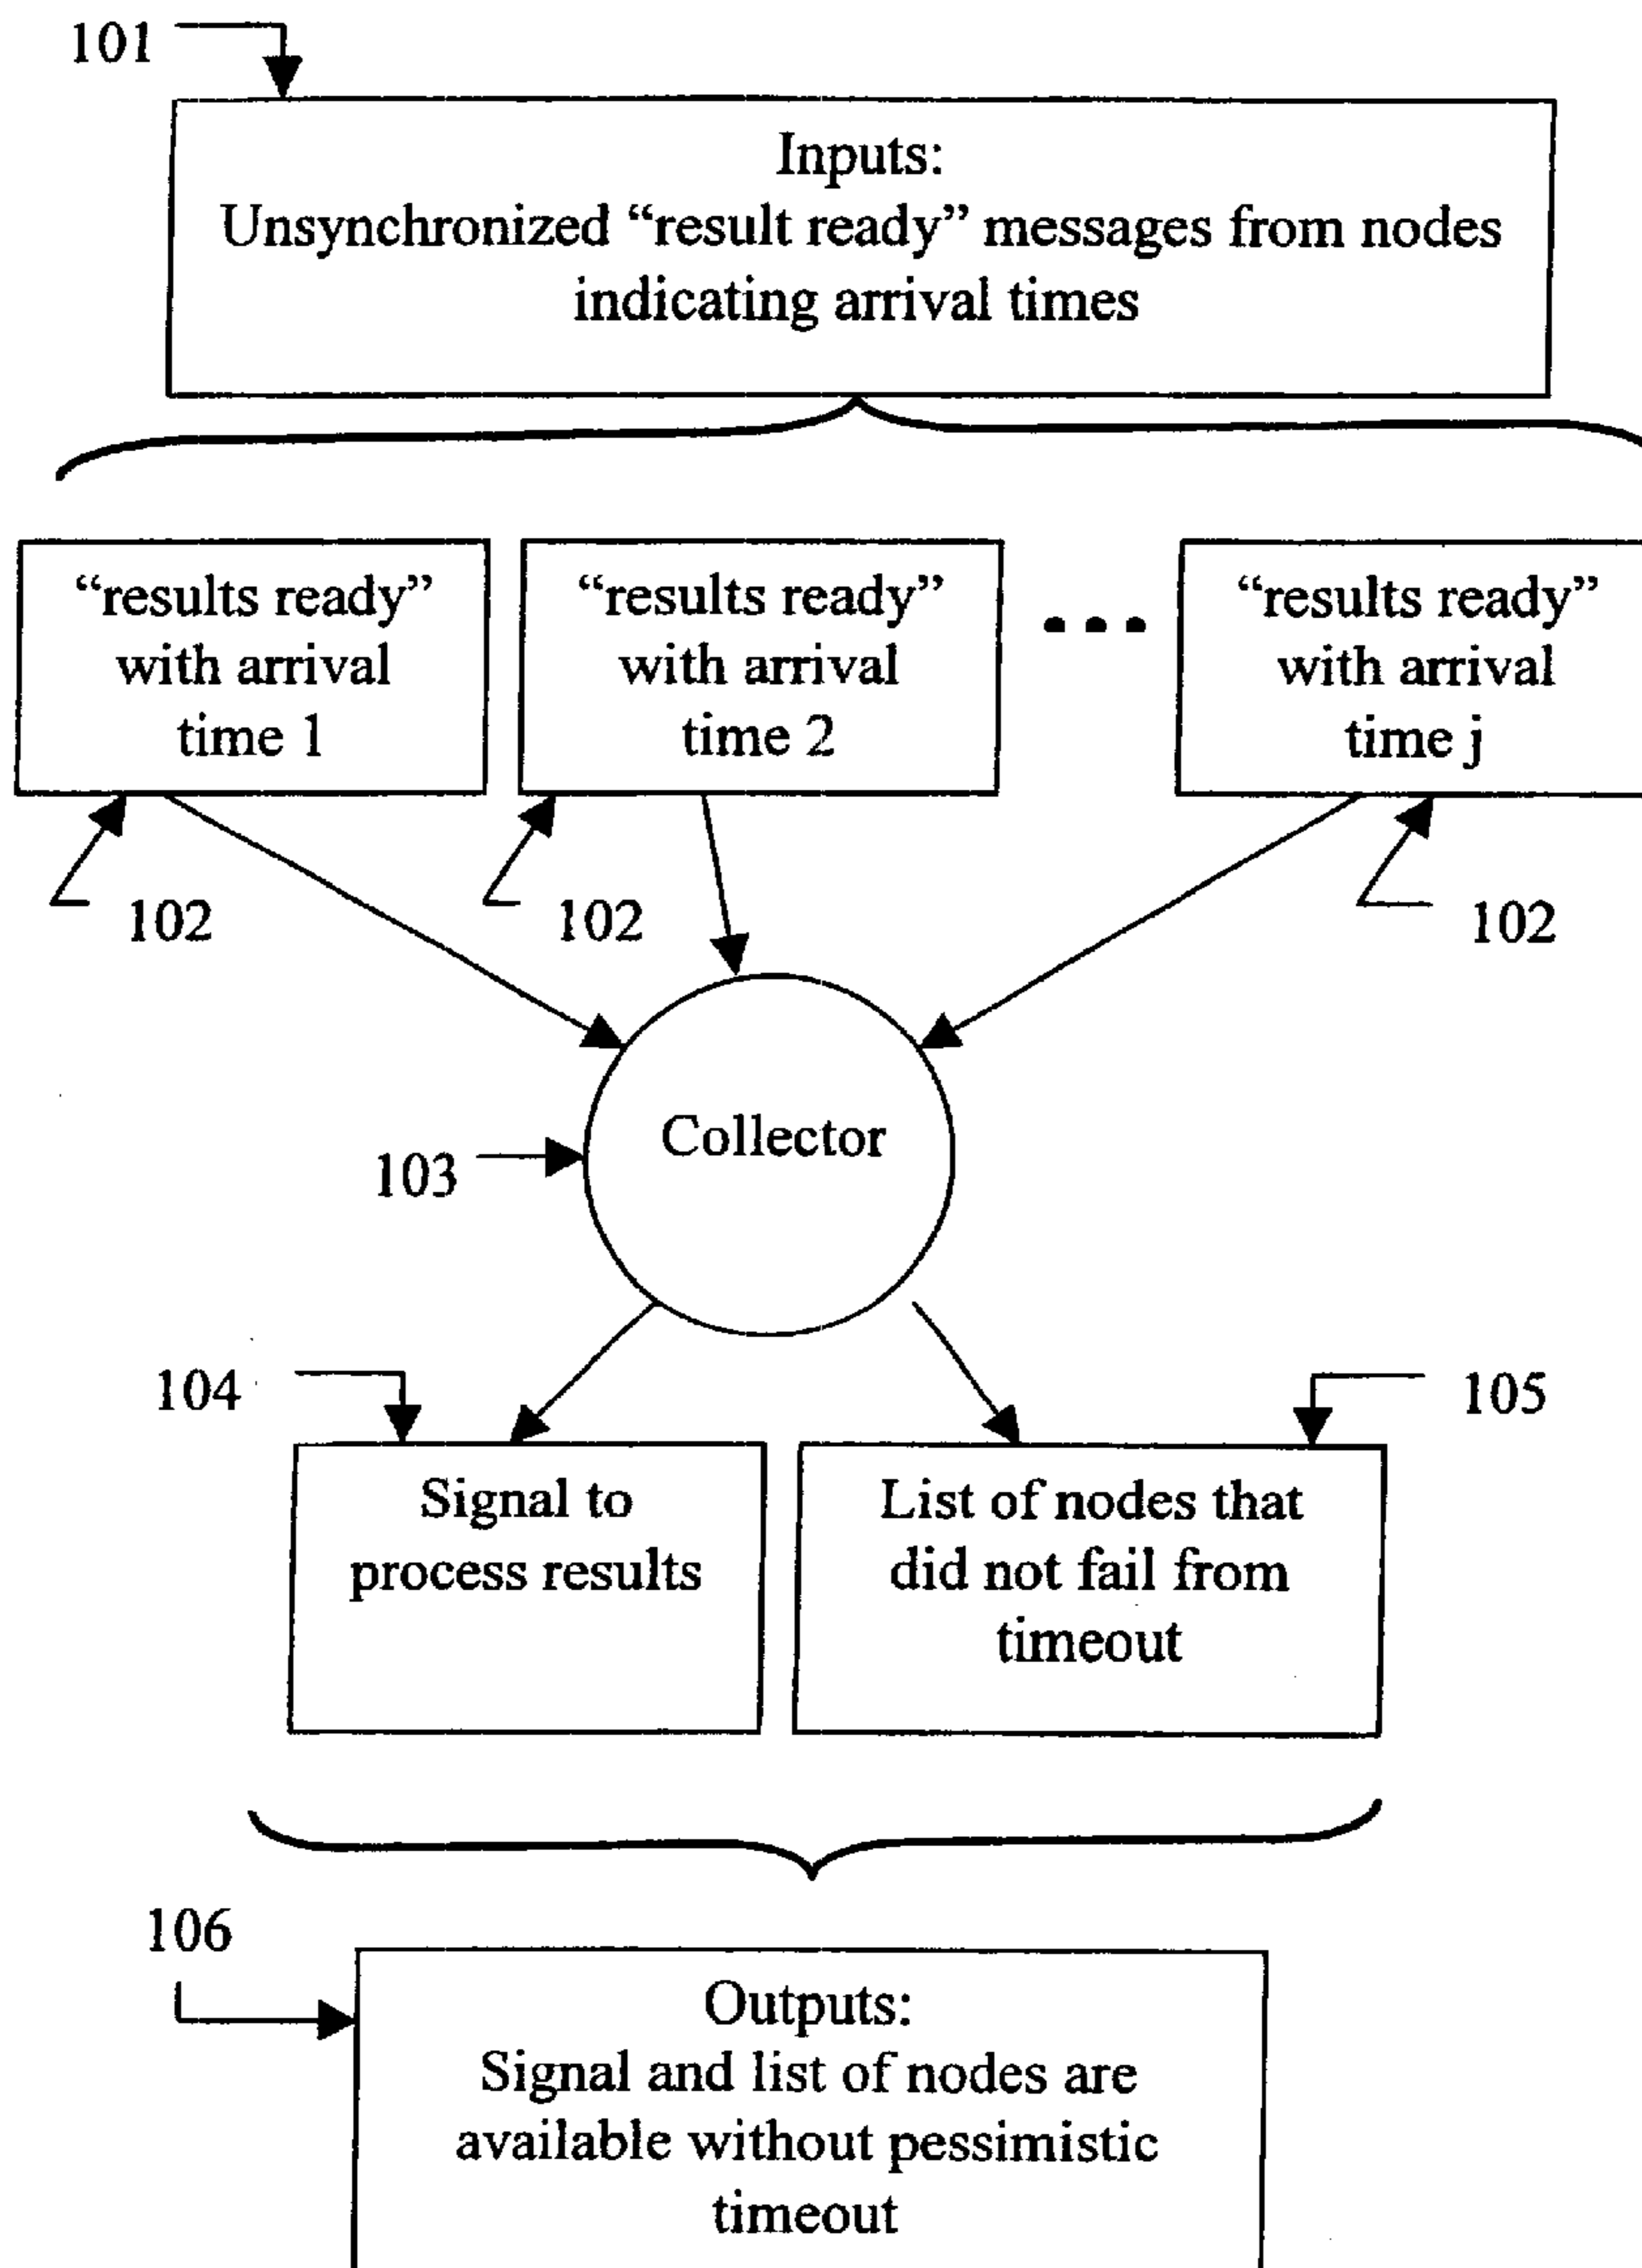 101
Inputs:
Unsynchronized “result ready” messages from nodes
indicating arrival times
“results ready”
with arrival
time 1
“results ready”
with arrival
time 2
“results ready”
with arrival
time j
102
102
102
Collector
103
104
105
Signal to
process results
List of nodes that
did not fail from
timeout
106
Outputs:
Signal and list of nodes are
available without pessimistic
timeout